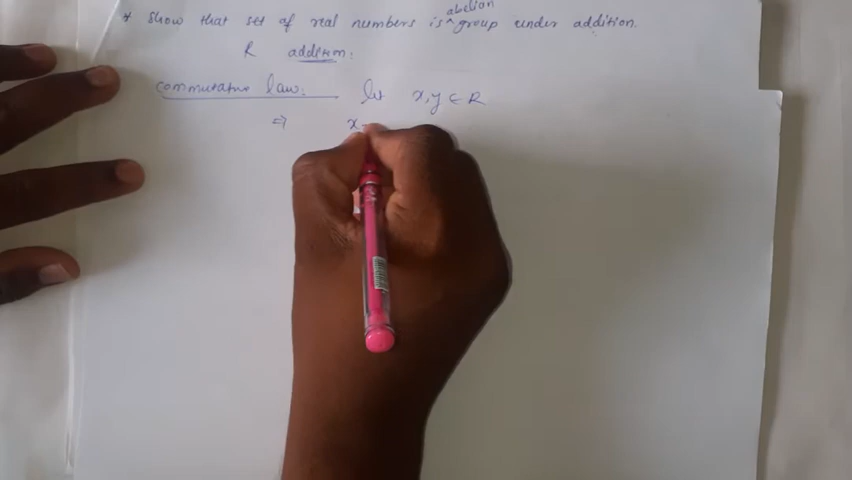 * Show that set of real numbers is ^ abelian group under addition.
R addition.
commutative law. let x, y ∈ R
⇒ x